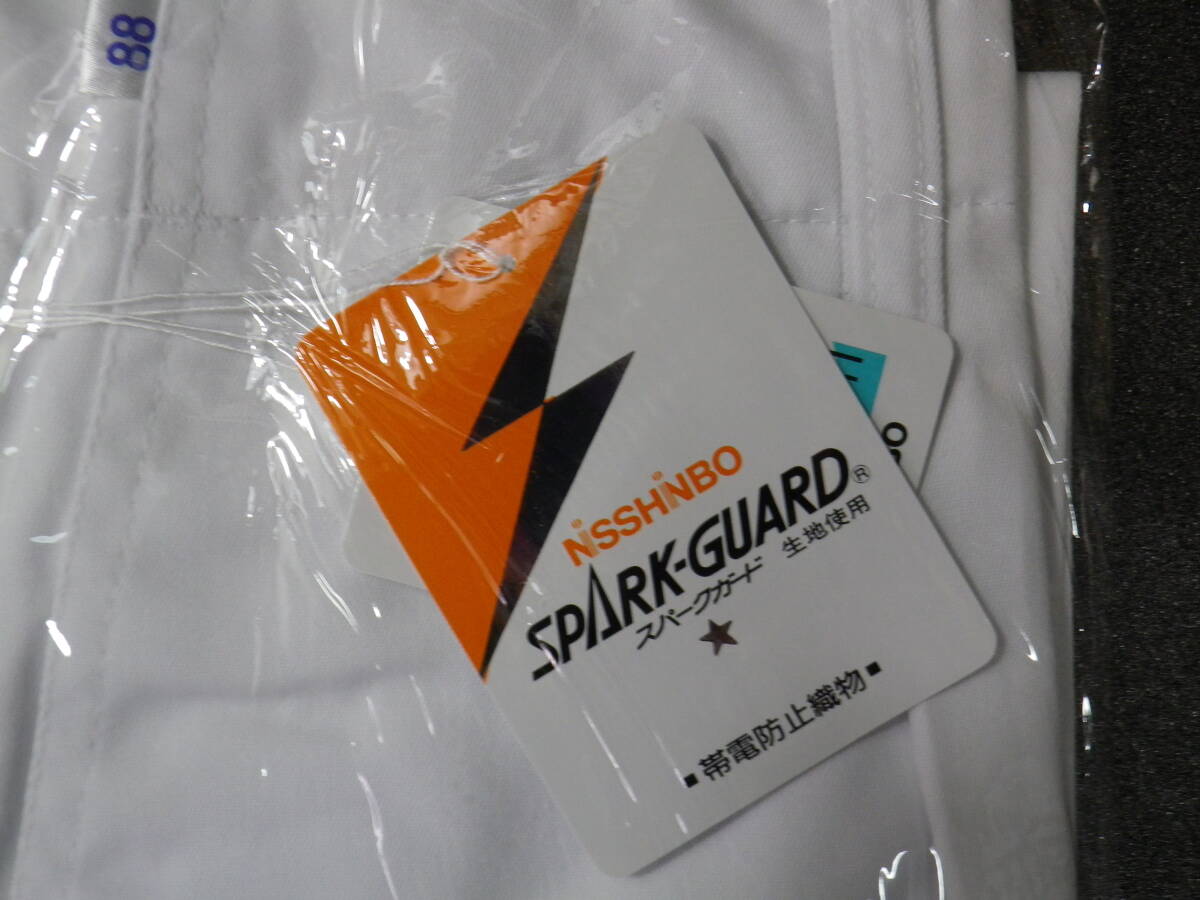 88
NISSHINBO
SPARK-GUARD®
スパークガード 生地使用
★
■帯電防止織物■